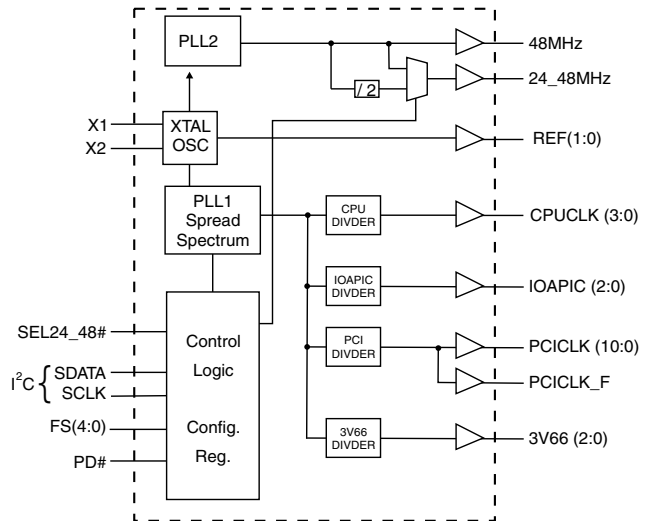 PLL2
48MHz
/ 2
24_48MHz
X1
X2
XTAL
OSC
REF(1:0)
PLL1
Spread
Spectrum
CPU
DIVDER
CPUCLK (3:0)
IOAPIC
DIVDER
IOAPIC (2:0)
SEL24_48#
Control
Logic
PCI
DIVDER
PCICLK (10:0)
I²C { SDATA
SCLK
PCICLK_F
FS(4:0)
Config.
Reg.
3V66
DIVDER
3V66 (2:0)
PD#